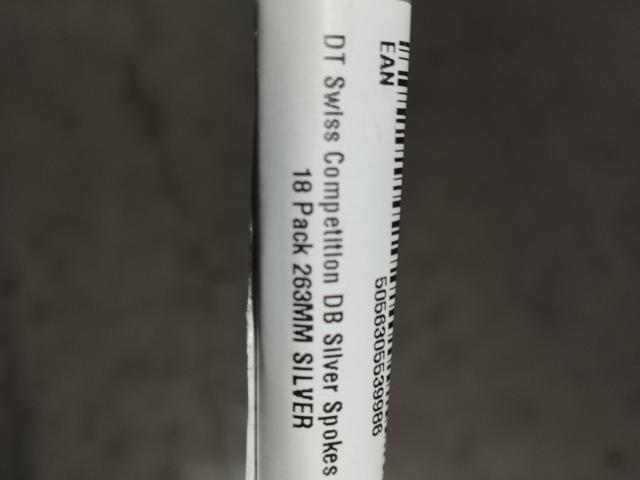 EAN
5056305539986
DT Swiss Competition DB Silver Spokes
18 Pack 263MM SILVER